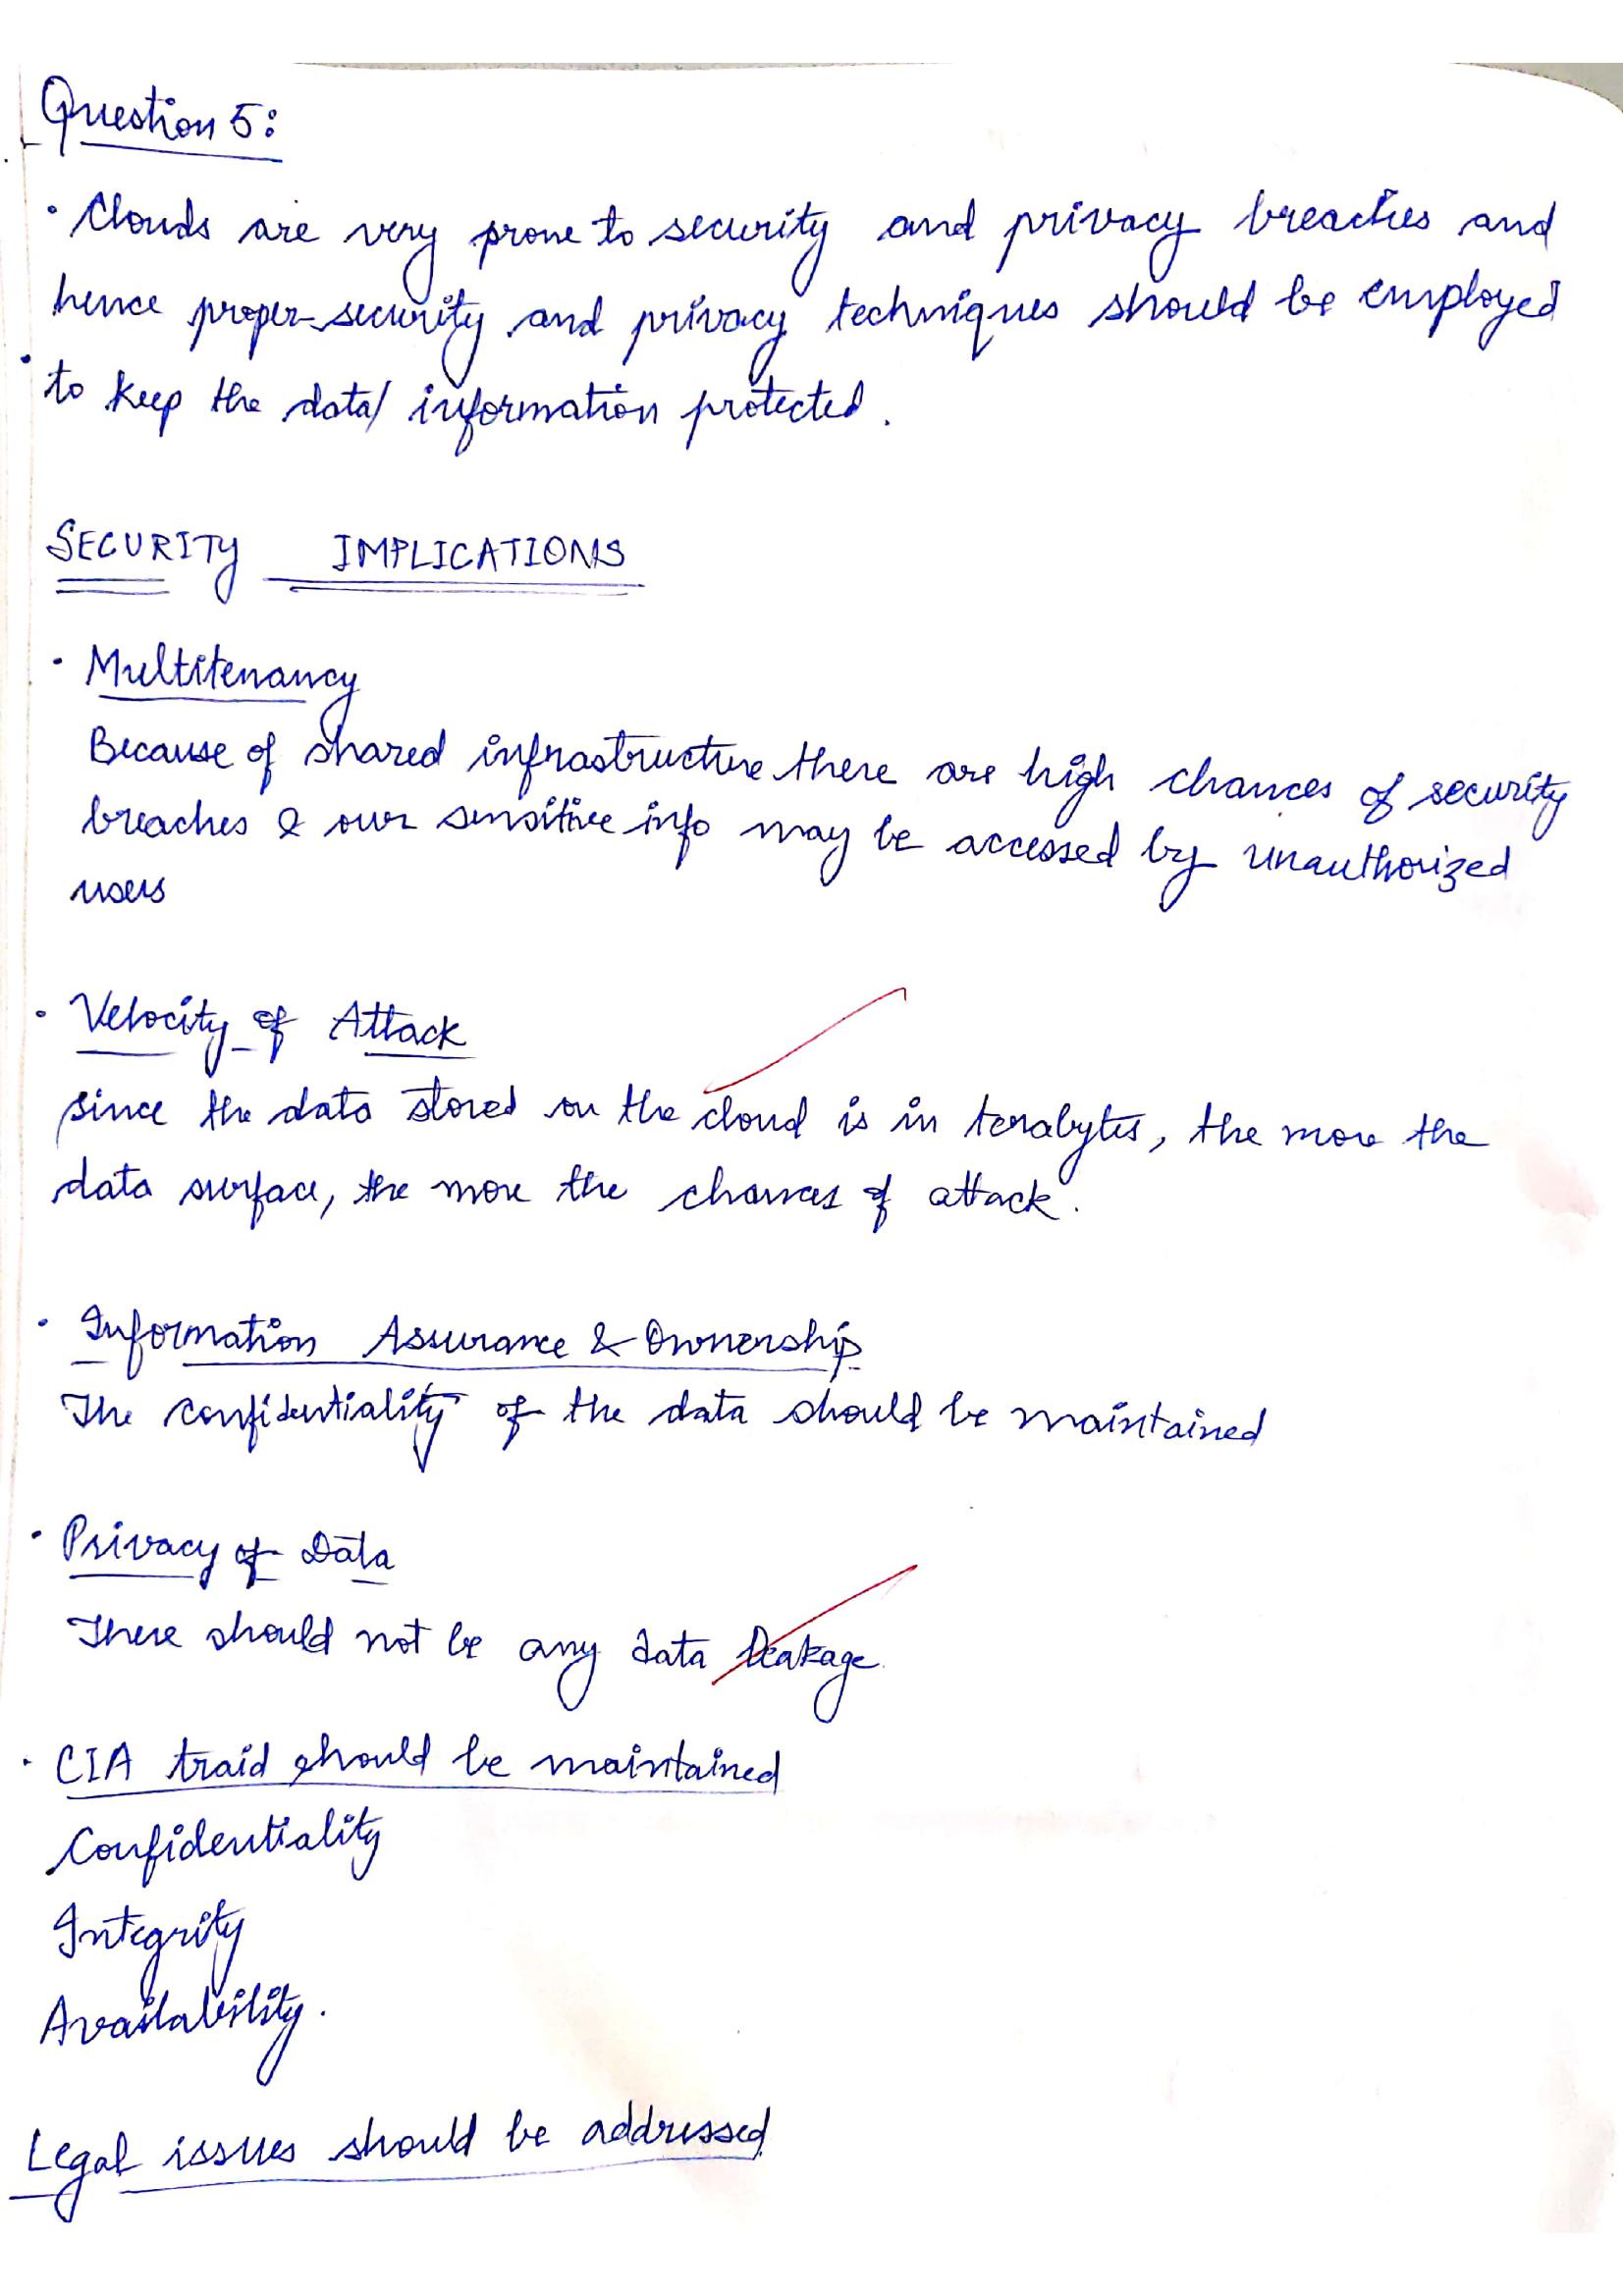 Question 5:
· Clouds are very prone to security and privacy breaches and
hence proper security and privacy techniques should be employed
to keep the data/ information protected.
SECURITY IMPLICATIONS
· Multitenancy
Because of shared infrastructure there are high chances of security
breaches & our sensitive info may be accessed by unauthorized
users
· Velocity of Attack
since the data stored on the cloud is in terabytes, the more the
data surface, the more the chances of attack.
· Information Assurance & Ownership
The confidentiality of the data should be maintained
· Privacy of Data
There should not be any data leakage.
· CIA traid should be maintained
Confidentiality
Integrity
Availability.
Legal issues should be addressed